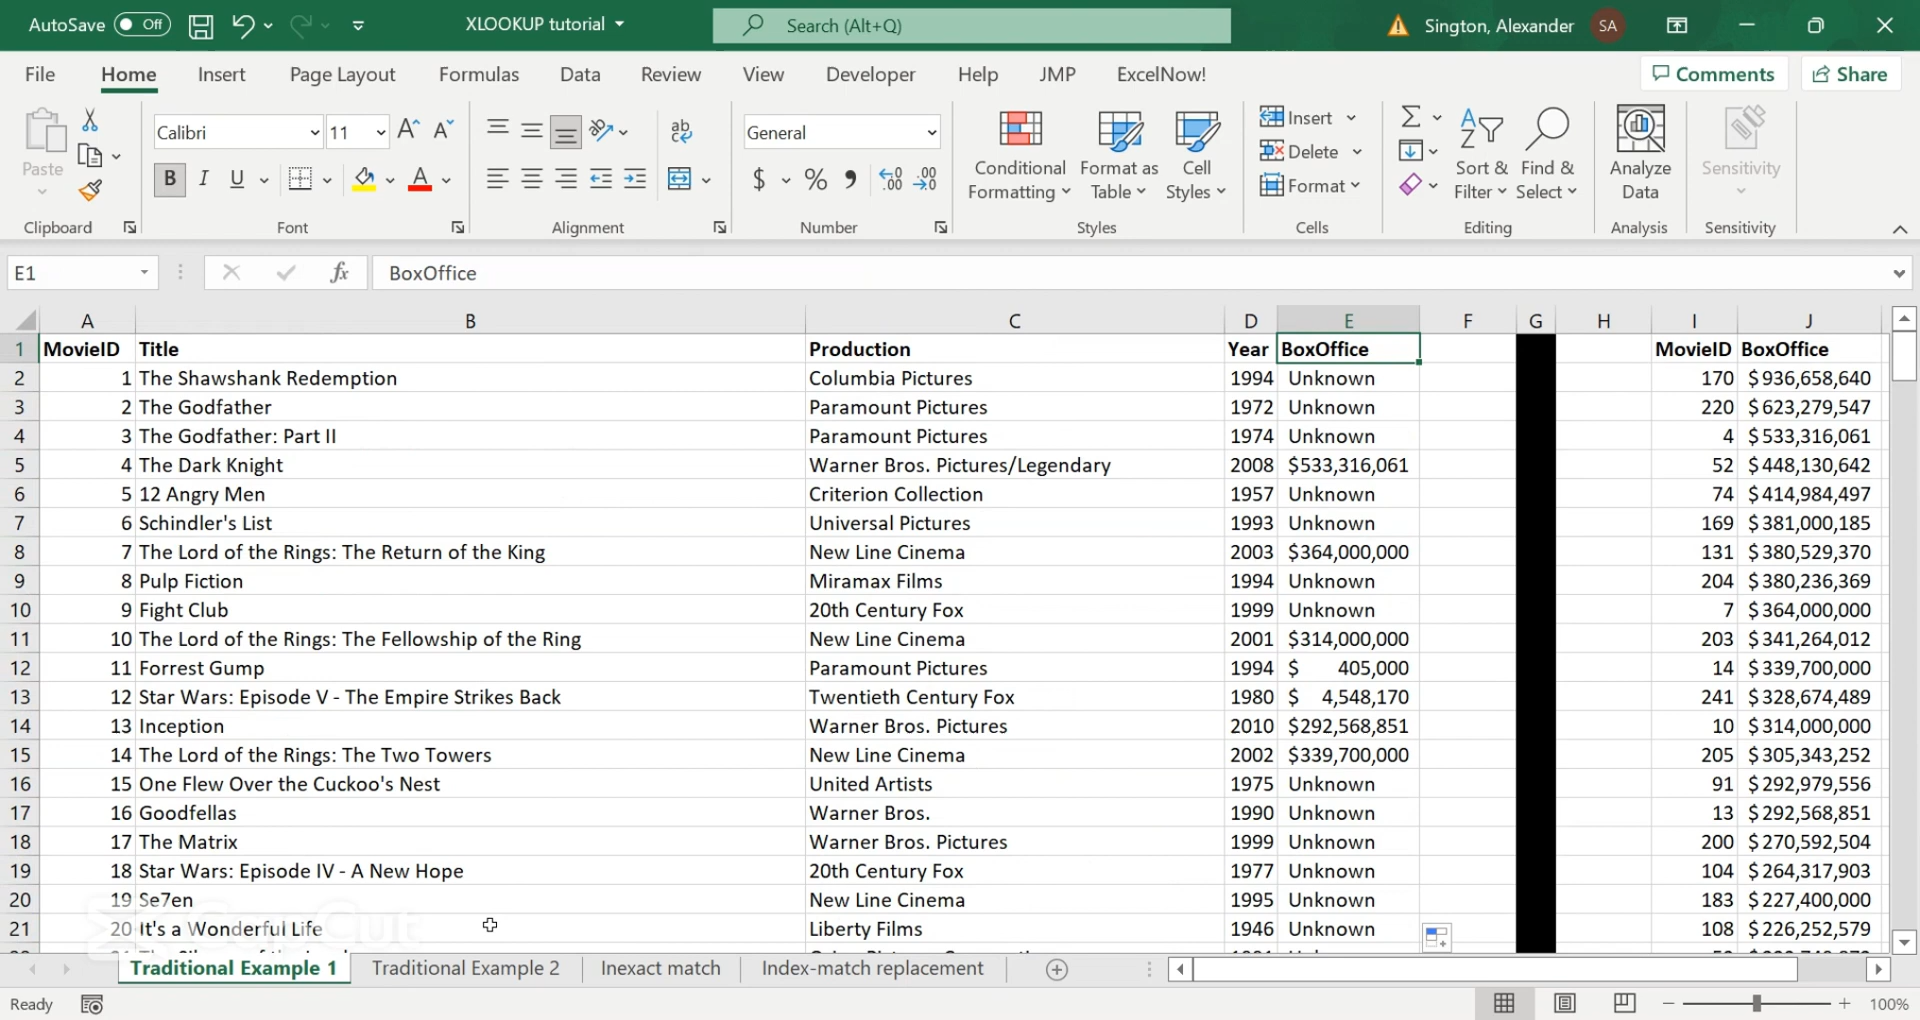 AutoSave Off XLOOKUP tutorial Search (Alt+Q) Sington, Alexander SA
File Home Insert Page Layout Formulas Data Review View Developer Help JMP ExcelNow! Comments Share
Paste
Clipboard
Calibri 11
B I U A
Font
ab
Alignment
General
$ % , .00
Number
Conditional Formatting
Format as Table
Cell Styles
Styles
Insert
Delete
Format
Cells
Sort & Filter
Find & Select
Editing
Analyze Data
Analysis
Sensitivity
Sensitivity
E1 fx BoxOffice
A B C D E F G H I J
1 MovieID Title Production Year BoxOffice MovieID BoxOffice
2 1 The Shawshank Redemption Columbia Pictures 1994 Unknown 170 $936,658,640
3 2 The Godfather Paramount Pictures 1972 Unknown 220 $623,279,547
4 3 The Godfather: Part II Paramount Pictures 1974 Unknown 4 $533,316,061
5 4 The Dark Knight Warner Bros. Pictures/Legendary 2008 $533,316,061 52 $448,130,642
6 5 12 Angry Men Criterion Collection 1957 Unknown 74 $414,984,497
7 6 Schindler's List Universal Pictures 1993 Unknown 169 $381,000,185
8 7 The Lord of the Rings: The Return of the King New Line Cinema 2003 $364,000,000 131 $380,529,370
9 8 Pulp Fiction Miramax Films 1994 Unknown 204 $380,236,369
10 9 Fight Club 20th Century Fox 1999 Unknown 7 $364,000,000
11 10 The Lord of the Rings: The Fellowship of the Ring New Line Cinema 2001 $314,000,000 203 $341,264,012
12 11 Forrest Gump Paramount Pictures 1994 $ 405,000 14 $339,700,000
13 12 Star Wars: Episode V - The Empire Strikes Back Twentieth Century Fox 1980 $ 4,548,170 241 $328,674,489
14 13 Inception Warner Bros. Pictures 2010 $292,568,851 10 $314,000,000
15 14 The Lord of the Rings: The Two Towers New Line Cinema 2002 $339,700,000 205 $305,343,252
16 15 One Flew Over the Cuckoo's Nest United Artists 1975 Unknown 91 $292,979,556
17 16 Goodfellas Warner Bros. 1990 Unknown 13 $292,568,851
18 17 The Matrix Warner Bros. Pictures 1999 Unknown 200 $270,592,504
19 18 Star Wars: Episode IV - A New Hope 20th Century Fox 1977 Unknown 104 $264,317,903
20 19 Se7en New Line Cinema 1995 Unknown 183 $227,400,000
21 20 It's a Wonderful Life Liberty Films 1946 Unknown 108 $226,252,579
CapCut
Traditional Example 1 Traditional Example 2 Inexact match Index-match replacement
Ready 100%